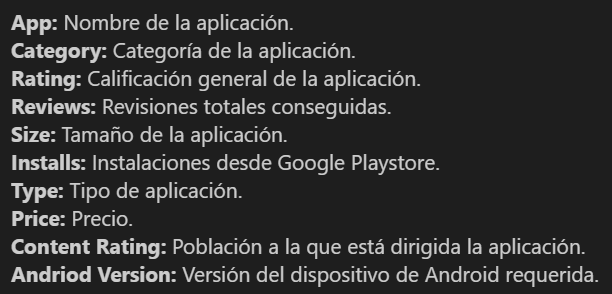 App: Nombre de la aplicación.
Category: Categoría de la aplicación.
Rating: Calificación general de la aplicación.
Reviews: Revisiones totales conseguidas.
Size: Tamaño de la aplicación.
Installs: Instalaciones desde Google Playstore.
Type: Tipo de aplicación.
Price: Precio.
Content Rating: Población a la que está dirigida la aplicación.
Andriod Version: Versión del dispositivo de Android requerida.